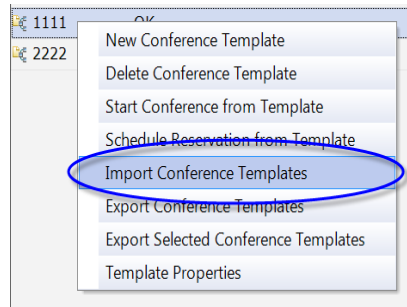 1111 OK
New Conference Template
2222
Delete Conference Template
Start Conference from Template
Schedule Reservation from Template
Import Conference Templates
Export Conference Templates
Export Selected Conference Templates
Template Properties